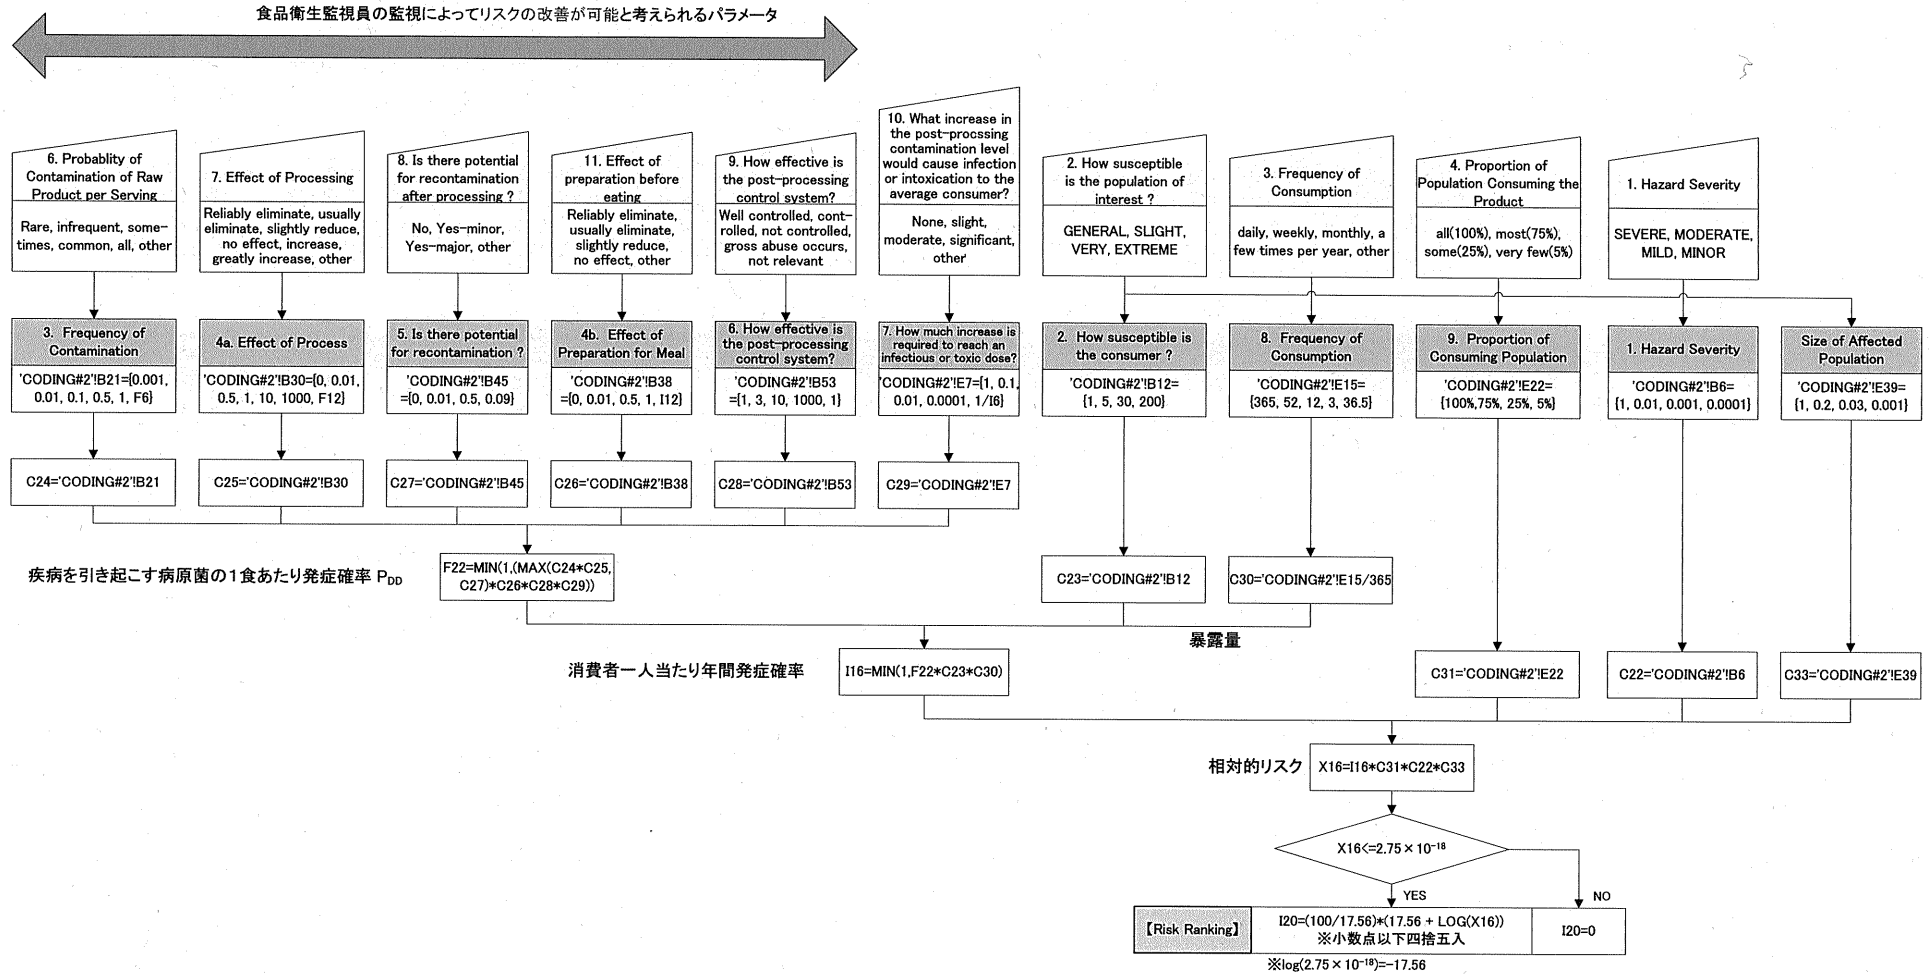 食品衛生監視員の監視によってリスクの改善が可能と考えられるパラメータ
6. Probablity of
Contamination of Raw
Product per Serving
Rare, infrequent, some-
times, common, all, other
7. Effect of Processing
Reliably eliminate, usually
eliminate, slightly reduce,
no effect, increase,
greatly increase, other
8. Is there potential
for recontamination
after processing ?
No, Yes-minor,
Yes-major, other
11. Effect of
preparation before
eating
Reliably eliminate,
usually eliminate,
slightly reduce,
no effect, other
9. How effective is
the post-processing
control system?
Well controlled, cont-
rolled, not controlled,
gross abuse occurs,
not relevant
10. What increase in
the post-procssing
contamination level
would cause infection
or intoxication to the
average consumer?
None, slight,
moderate, significant,
other
2. How susceptible
is the population of
interest ?
GENERAL, SLIGHT,
VERY, EXTREME
3. Frequency of
Consumption
daily, weekly, monthly, a
few times per year, other
4. Proportion of
Population Consuming the
Product
all(100%), most(75%),
some(25%), very few(5%)
1. Hazard Severity
SEVERE, MODERATE,
MILD, MINOR
3. Frequency of
Contamination
'CODING#2'!B21={0.001,
0.01, 0.1, 0.5, 1, F6}
4a. Effect of Process
'CODING#2'!B30={0, 0.01,
0.5, 1, 10, 1000, F12}
5. Is there potential
for recontamination ?
'CODING#2'!B45
={0, 0.01, 0.5, 0.09}
4b. Effect of
Preparation for Meal
'CODING#2'!B38
={0, 0.01, 0.5, 1, I12}
6. How effective is
the post-processing
control system?
'CODING#2'!B53
={1, 3, 10, 1000, 1}
7. How much increase is
required to reach an
infectious or toxic dose?
'CODING#2'!E7={1, 0.1,
0.01, 0.0001, 1/I6}
2. How susceptible is
the consumer ?
'CODING#2'!B12=
{1, 5, 30, 200}
8. Frequency of
Consumption
'CODING#2'!E15=
{365, 52, 12, 3, 36.5}
9. Proportion of
Consuming Population
'CODING#2'!E22=
{100%,75%, 25%, 5%}
1. Hazard Severity
'CODING#2'!B6=
{1, 0.01, 0.001, 0.0001}
Size of Affected
Population
'CODING#2'!E39=
{1, 0.2, 0.03, 0.001}
C24='CODING#2'!B21
C25='CODING#2'!B30
C27='CODING#2'!B45
C26='CODING#2'!B38
C28='CODING#2'!B53
C29='CODING#2'!E7
疾病を引き起こす病原菌の1食あたり発症確率 PDD
F22=MIN(1,(MAX(C24*C25,
C27)*C26*C28*C29))
C23='CODING#2'!B12
C30='CODING#2'!E15/365
暴露量
消費者一人当たり年間発症確率
I16=MIN(1,F22*C23*C30)
C31='CODING#2'!E22
C22='CODING#2'!B6
C33='CODING#2'!E39
相対的リスク
X16=I16*C31*C22*C33
X16<=2.75×10⁻¹⁸
YES
NO
【Risk Ranking】
I20=(100/17.56)*(17.56 + LOG(X16))
※小数点以下四捨五入
I20=0
※log(2.75×10⁻¹⁸)=-17.56